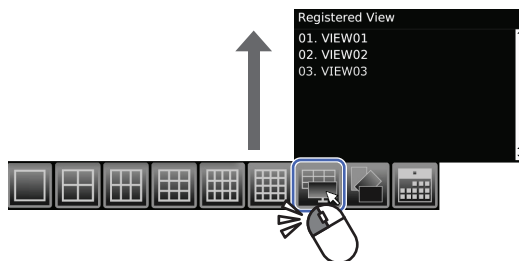 Registered View
01. VIEW01
02. VIEW02
03. VIEW03